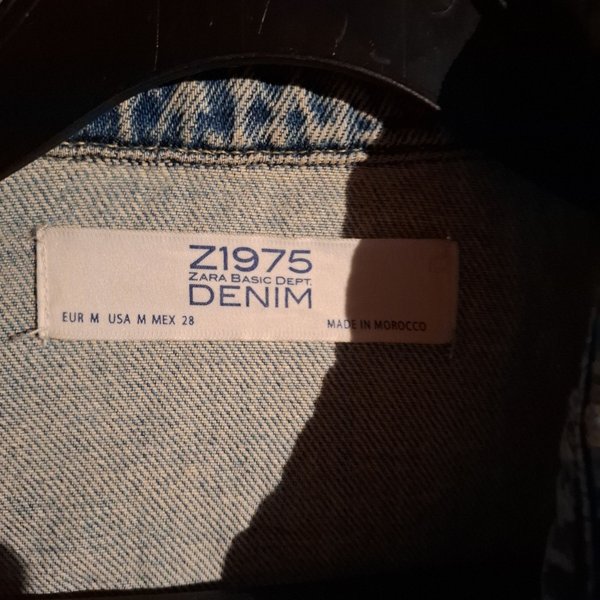 Z1975
ZARA BASIC DEPT.
DENIM
EUR M USA M MEX 28
MADE IN MOROCCO